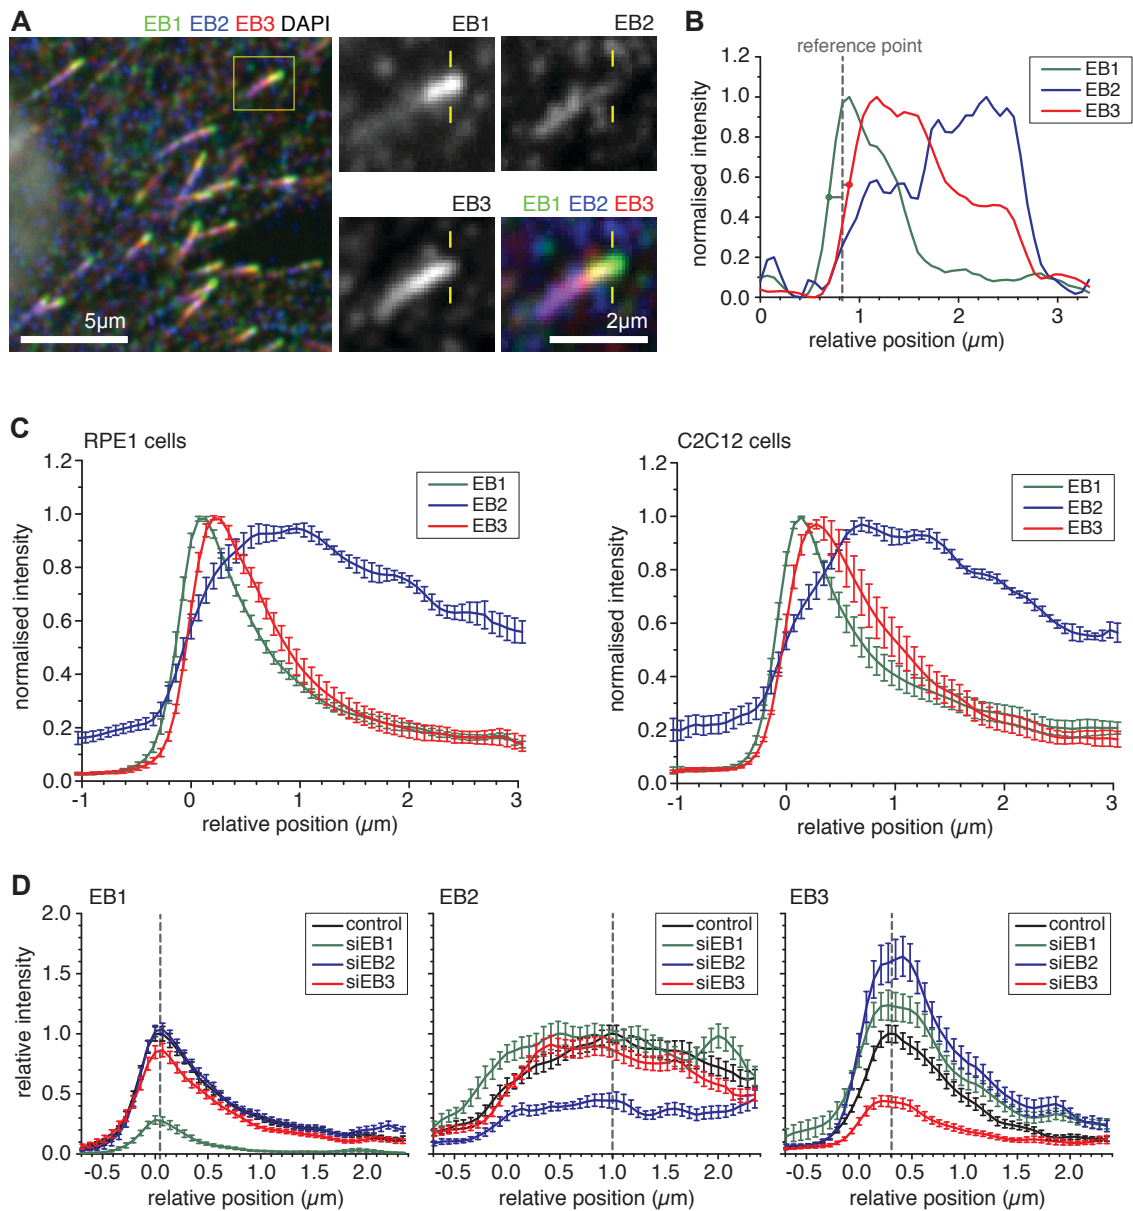 A
EB1 EB2 EB3 DAPI
5µm
EB1
EB2
EB3
EB1 EB2 EB3
2µm
B
reference point
EB1
EB2
EB3
normalised intensity
1.2
1.0
0.8
0.6
0.4
0.2
0.0
0 1 2 3
relative position (µm)
C
RPE1 cells
EB1
EB2
EB3
normalised intensity
1.2
1.0
0.8
0.6
0.4
0.2
0.0
-1 0 1 2 3
relative position (µm)
C2C12 cells
EB1
EB2
EB3
normalised intensity
1.2
1.0
0.8
0.6
0.4
0.2
0.0
-1 0 1 2 3
relative position (µm)
D
EB1
control
siEB1
siEB2
siEB3
relative intensity
2.0
1.5
1.0
0.5
0.0
0.0 0.5 1.0 1.5 2.0
relative position (µm)
EB2
control
siEB1
siEB2
siEB3
0.0 0.5 1.0 1.5 2.0
relative position (µm)
EB3
control
siEB1
siEB2
siEB3
0.0 0.5 1.0 1.5 2.0
relative position (µm)